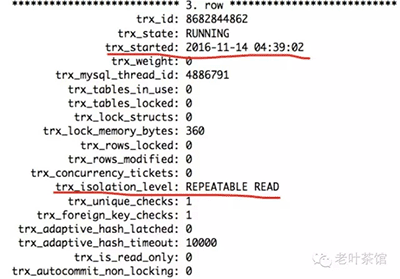 *************************** 3. row ***************************
trx_id: 8682844862
trx_state: RUNNING
trx_started: 2016-11-14 04:39:02
trx_weight: 0
trx_mysql_thread_id: 4886791
trx_tables_in_use: 0
trx_tables_locked: 0
trx_lock_structs: 0
trx_lock_memory_bytes: 360
trx_rows_locked: 0
trx_rows_modified: 0
trx_concurrency_tickets: 0
trx_isolation_level: REPEATABLE READ
trx_unique_checks: 1
trx_foreign_key_checks: 1
trx_adaptive_hash_latched: 0
trx_adaptive_hash_timeout: 10000
trx_is_read_only: 0
trx_autocommit_non_locking: 0
老叶茶馆